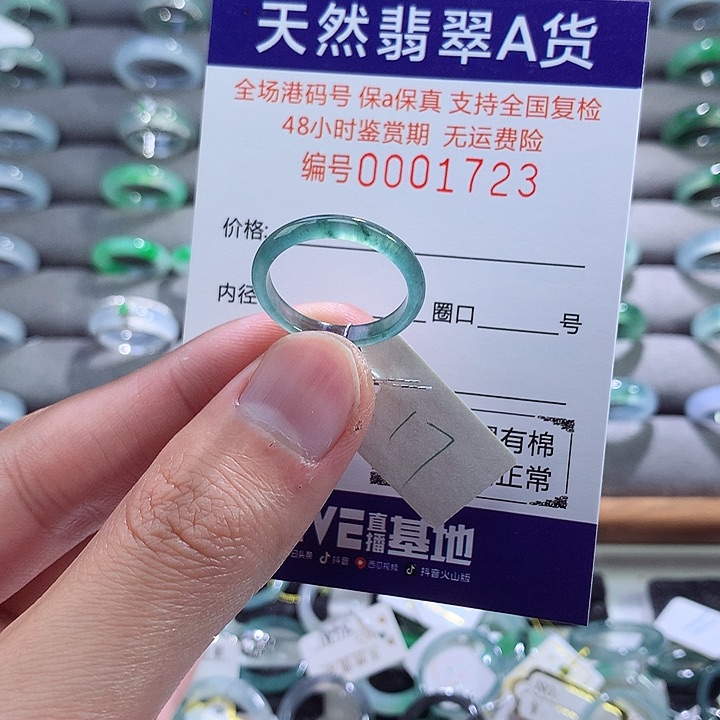 天然翡翠A货
全场港码号 保a保真 支持全国复检
48小时鉴赏期 无运费险
编号0001723
价格:
内径 圈口 号
17
有棉
正常
VE直播基地
抖音 西瓜视频 抖音火山版